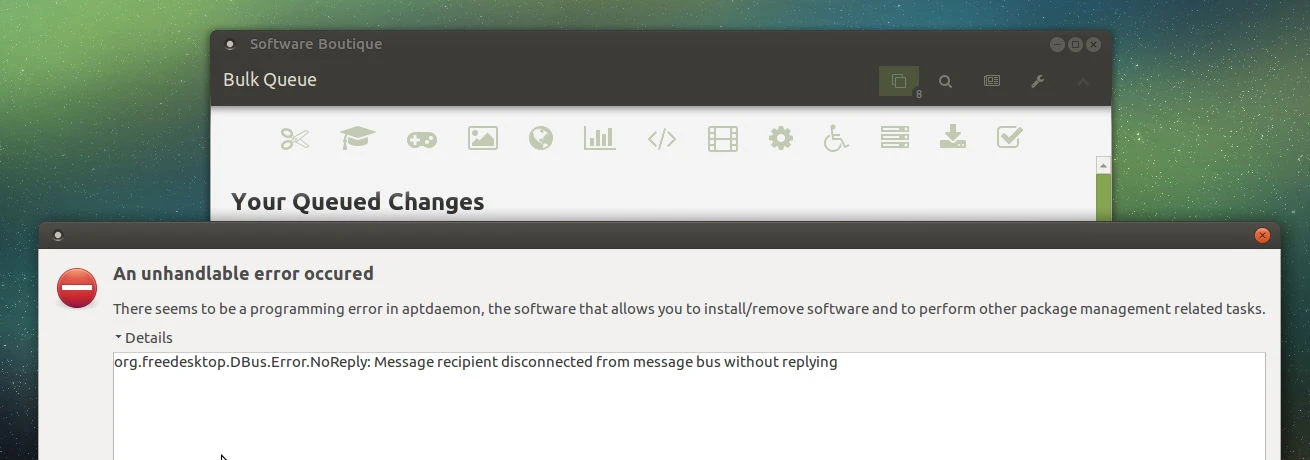 Software Boutique
Bulk Queue
8
Your Queued Changes
An unhandlable error occured
There seems to be a programming error in aptdaemon, the software that allows you to install/remove software and to perform other package management related tasks.
Details
org.freedesktop.DBus.Error.NoReply: Message recipient disconnected from message bus without replying